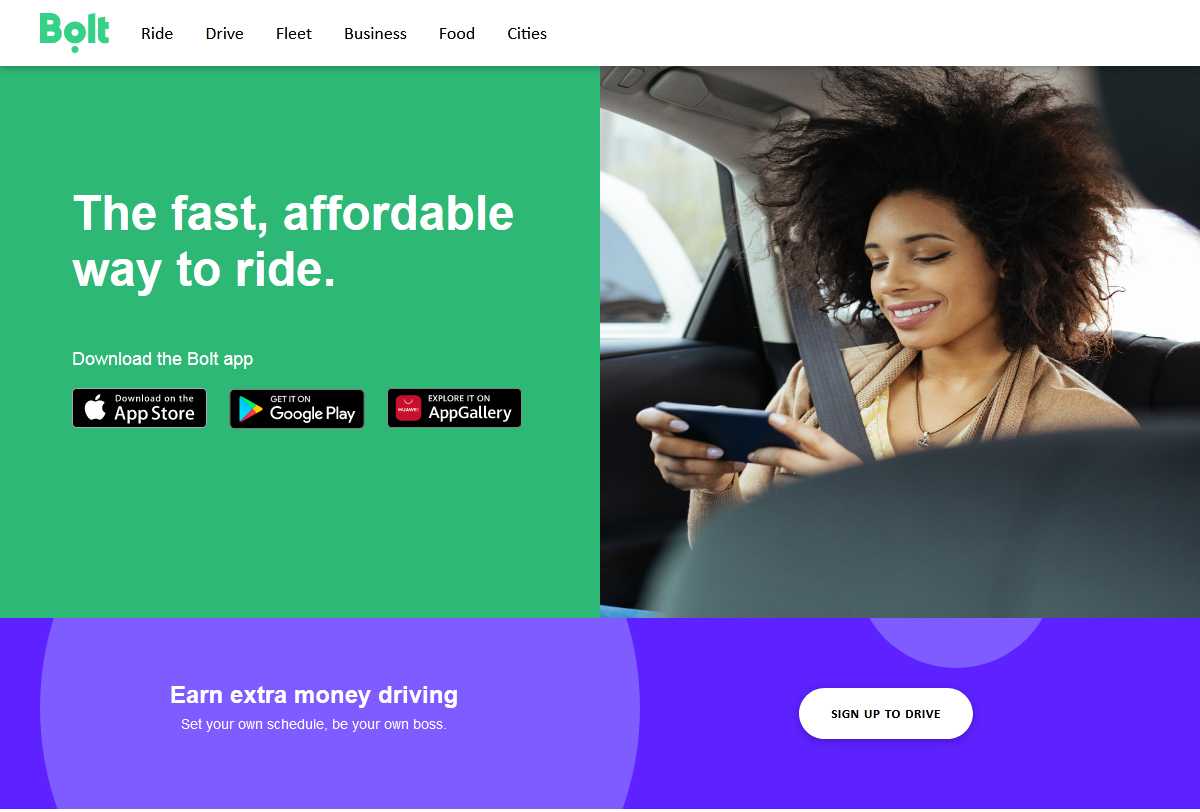 Bolt
Ride
Drive
Fleet
Business
Food
Cities
The fast, affordable
way to ride.
Download the Bolt app
Download on the
App Store
GET IT ON
Google Play
HUAWEI
EXPLORE IT ON
AppGallery
Earn extra money driving
Set your own schedule, be your own boss.
SIGN UP TO DRIVE